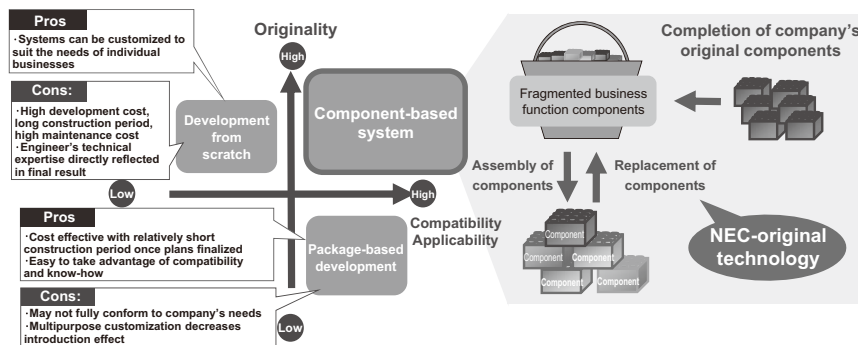 Pros
·Systems can be customized to
suit the needs of individual
businesses
Cons:
·High development cost,
long construction period,
high maintenance cost
·Engineer's technical
expertise directly reflected
in final result
Development
from
scratch
Originality
High
Component-based
system
Low
High
Compatibility
Applicability
Pros
·Cost effective with relatively short
construction period once plans finalized
·Easy to take advantage of compatibility
and know-how
Cons:
·May not fully conform to company's needs
·Multipurpose customization decreases
introduction effect
Package-based
development
Low
Fragmented business
function components
Completion of company's
original components
Assembly of
components
Replacement of
components
Component
Component
Component
Component
Component
NEC-original
technology